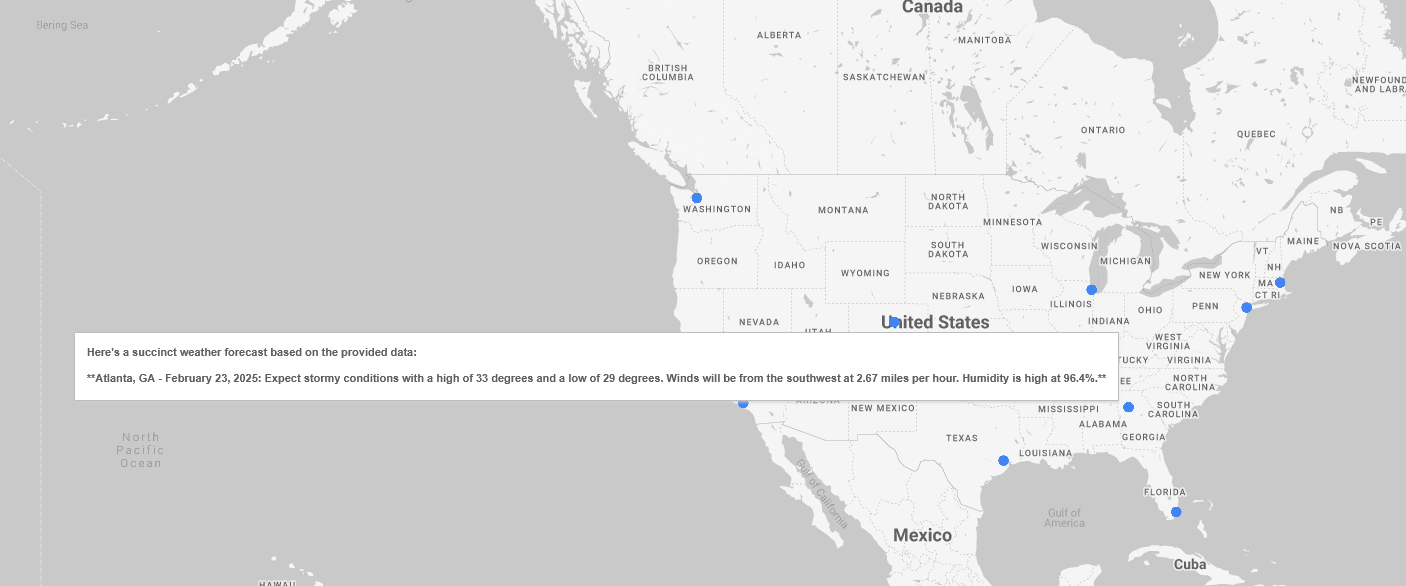 Canada
Bering Sea
ALBERTA
MANITOBA
BRITISH
COLUMBIA
SASKATCHEWAN
NEWFOUND
AND LABR
ONTARIO
QUEBEC
WASHINGTON
MONTANA
NORTH
DAKOTA
MINNESOTA
NB
PE
MAINE
NOVA SCOTIA
WISCONSIN
SOUTH
DAKOTA
VT
OREGON
IDAHO
MICHIGAN
NH
WYOMING
NEW YORK
MA
IOWA
NEBRASKA
ILLINOIS
CT RI
PENN
OHIO
NEVADA
United States
INDIANA
UTAH
WEST
VIRGINIA
Here's a succinct weather forecast based on the provided data:
TUCKY
VIRGINIA
**Atlanta, GA - February 23, 2025: Expect stormy conditions with a high of 33 degrees and a low of 29 degrees. Winds will be from the southwest at 2.67 miles per hour. Humidity is high at 96.4%.**
EE
NORTH
CAROLINA
ARIZONA
NEW MEXICO
MISSISSIPPI
SOUTH
CAROLINA
ALABAMA
North
Pacific
Ocean
TEXAS
GEORGIA
LOUISIANA
Gulf of California
FLORIDA
Gulf of
America
Mexico
Cuba
HAWAII